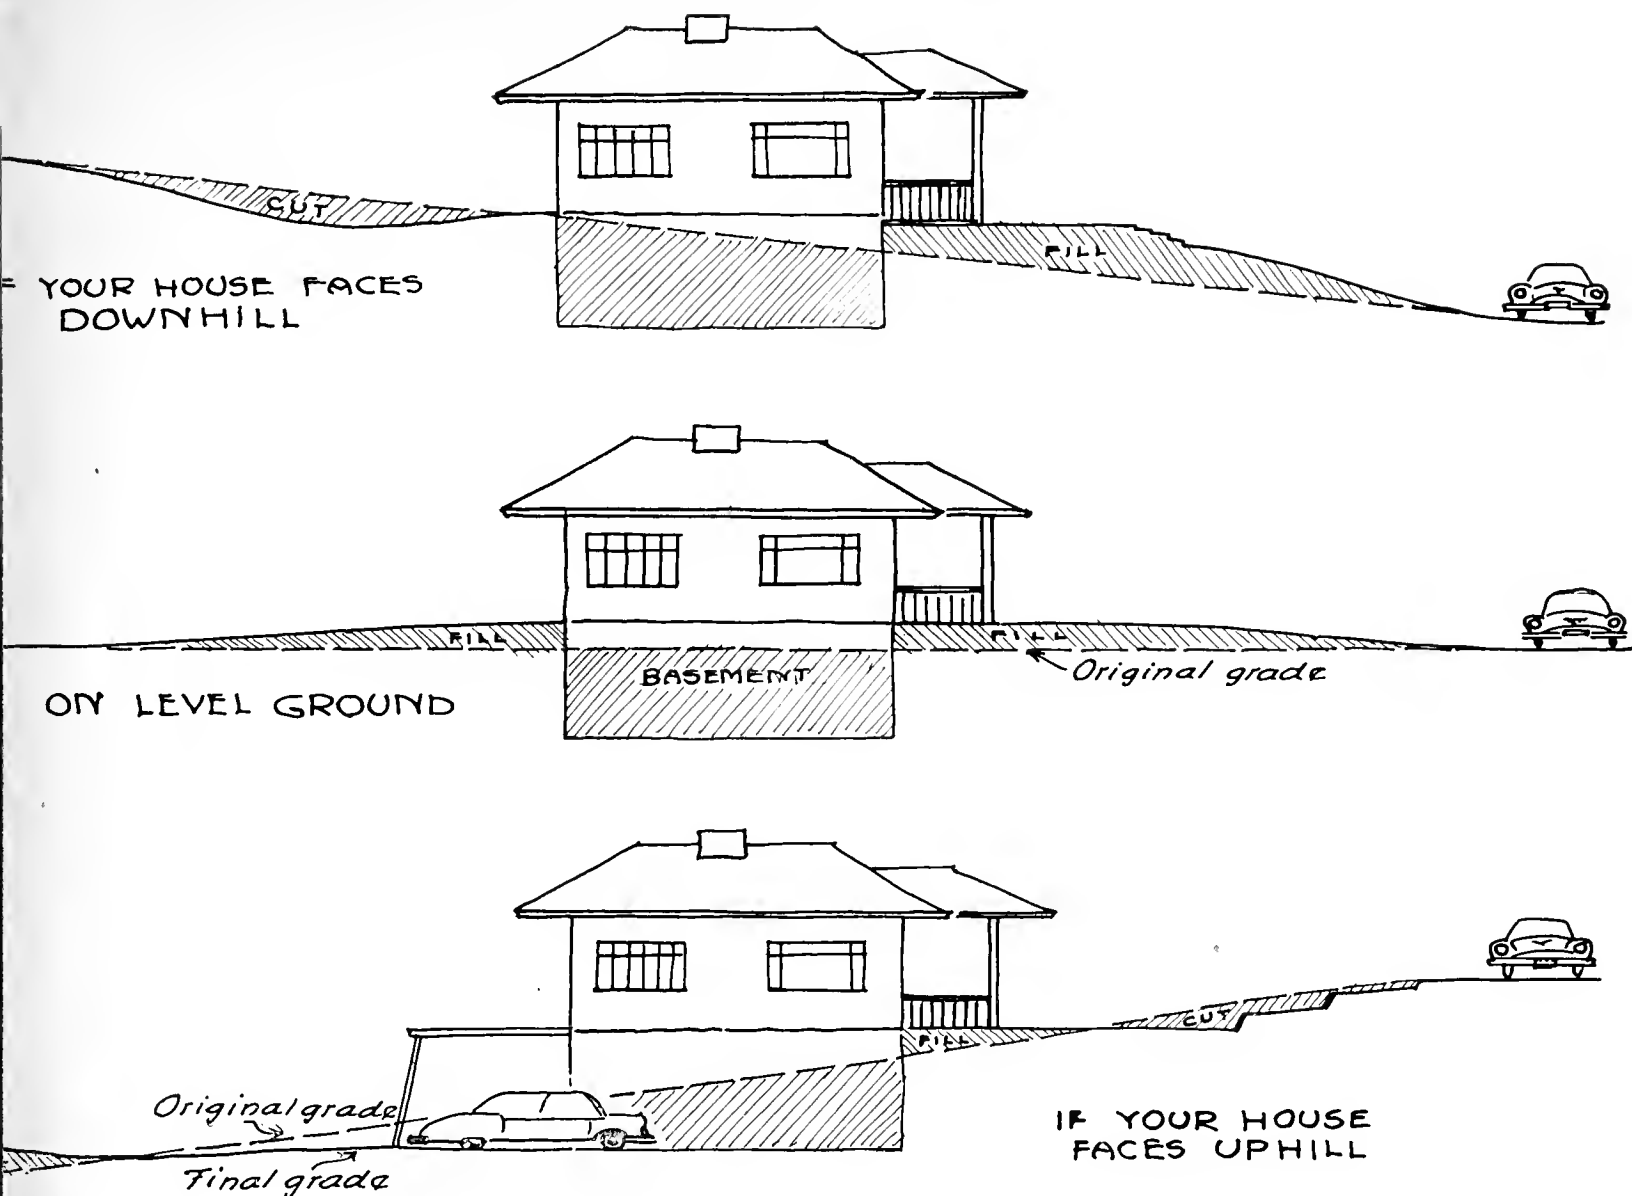 CUT
FILL
YOUR HOUSE FACES
DOWNHILL
FILL
FILL
BASEMENT
Original grade
ON LEVEL GROUND
FILL
CUT
Original grade
Final grade
IF YOUR HOUSE
FACES UPHILL